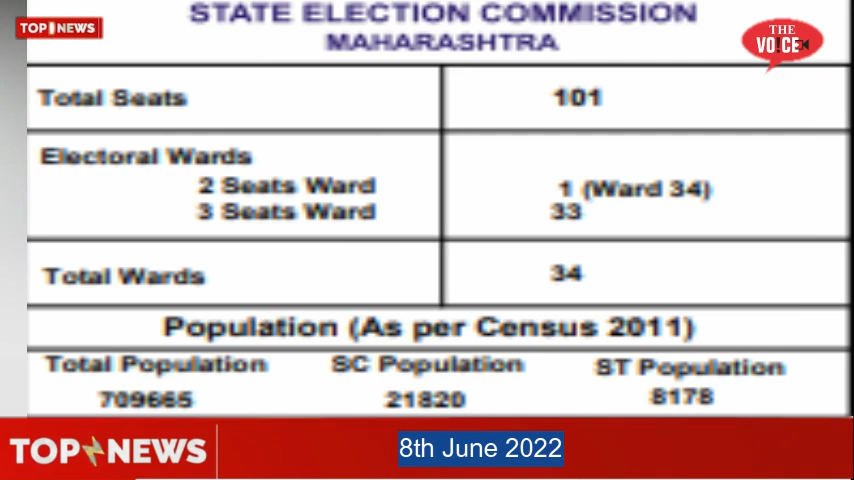 STATE ELECTION COMMISSION
MAHARASHTRA
TOP NEWS
THE
VO!CE
Total Seats 101
Electoral Wards
2 Seats Ward 1 (Ward 34)
3 Seats Ward 33
Total Wards 34
Population (As per Census 2011)
Total Population SC Population ST Population
709665 21820 8178
TOP NEWS 8th June 2022